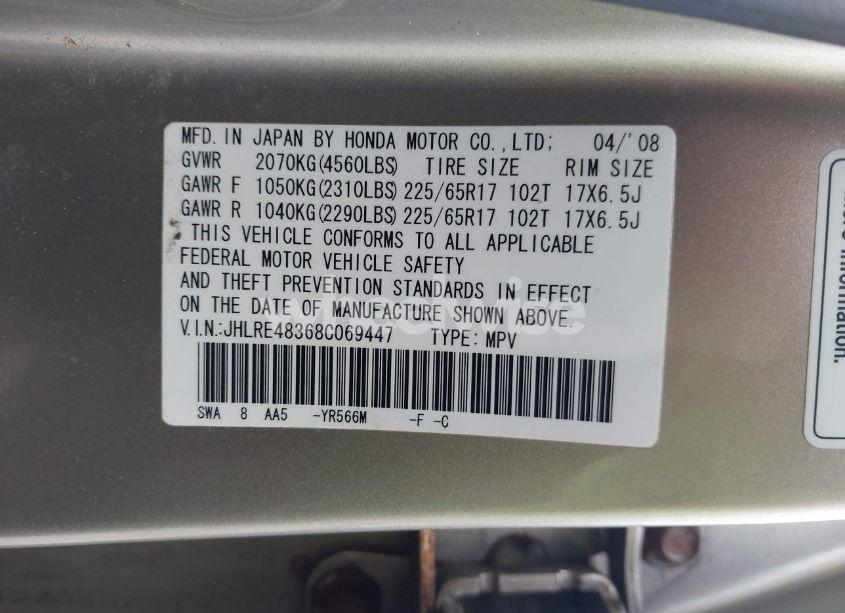 MFD. IN JAPAN BY HONDA MOTOR CO., LTD; 04/'08
GVWR 2070KG(4560LBS) TIRE SIZE RIM SIZE
GAWR F 1050KG(2310LBS) 225/65R17 102T 17X6.5J
GAWR R 1040KG(2290LBS) 225/65R17 102T 17X6.5J
THIS VEHICLE CONFORMS TO ALL APPLICABLE
FEDERAL MOTOR VEHICLE SAFETY
AND THEFT PREVENTION STANDARDS IN EFFECT
ON THE DATE OF MANUFACTURE SHOWN ABOVE.
V.I.N.:JHLRE48368C069447 TYPE: MPV
SWA 8 AA5 -YR566M -F -C
information.